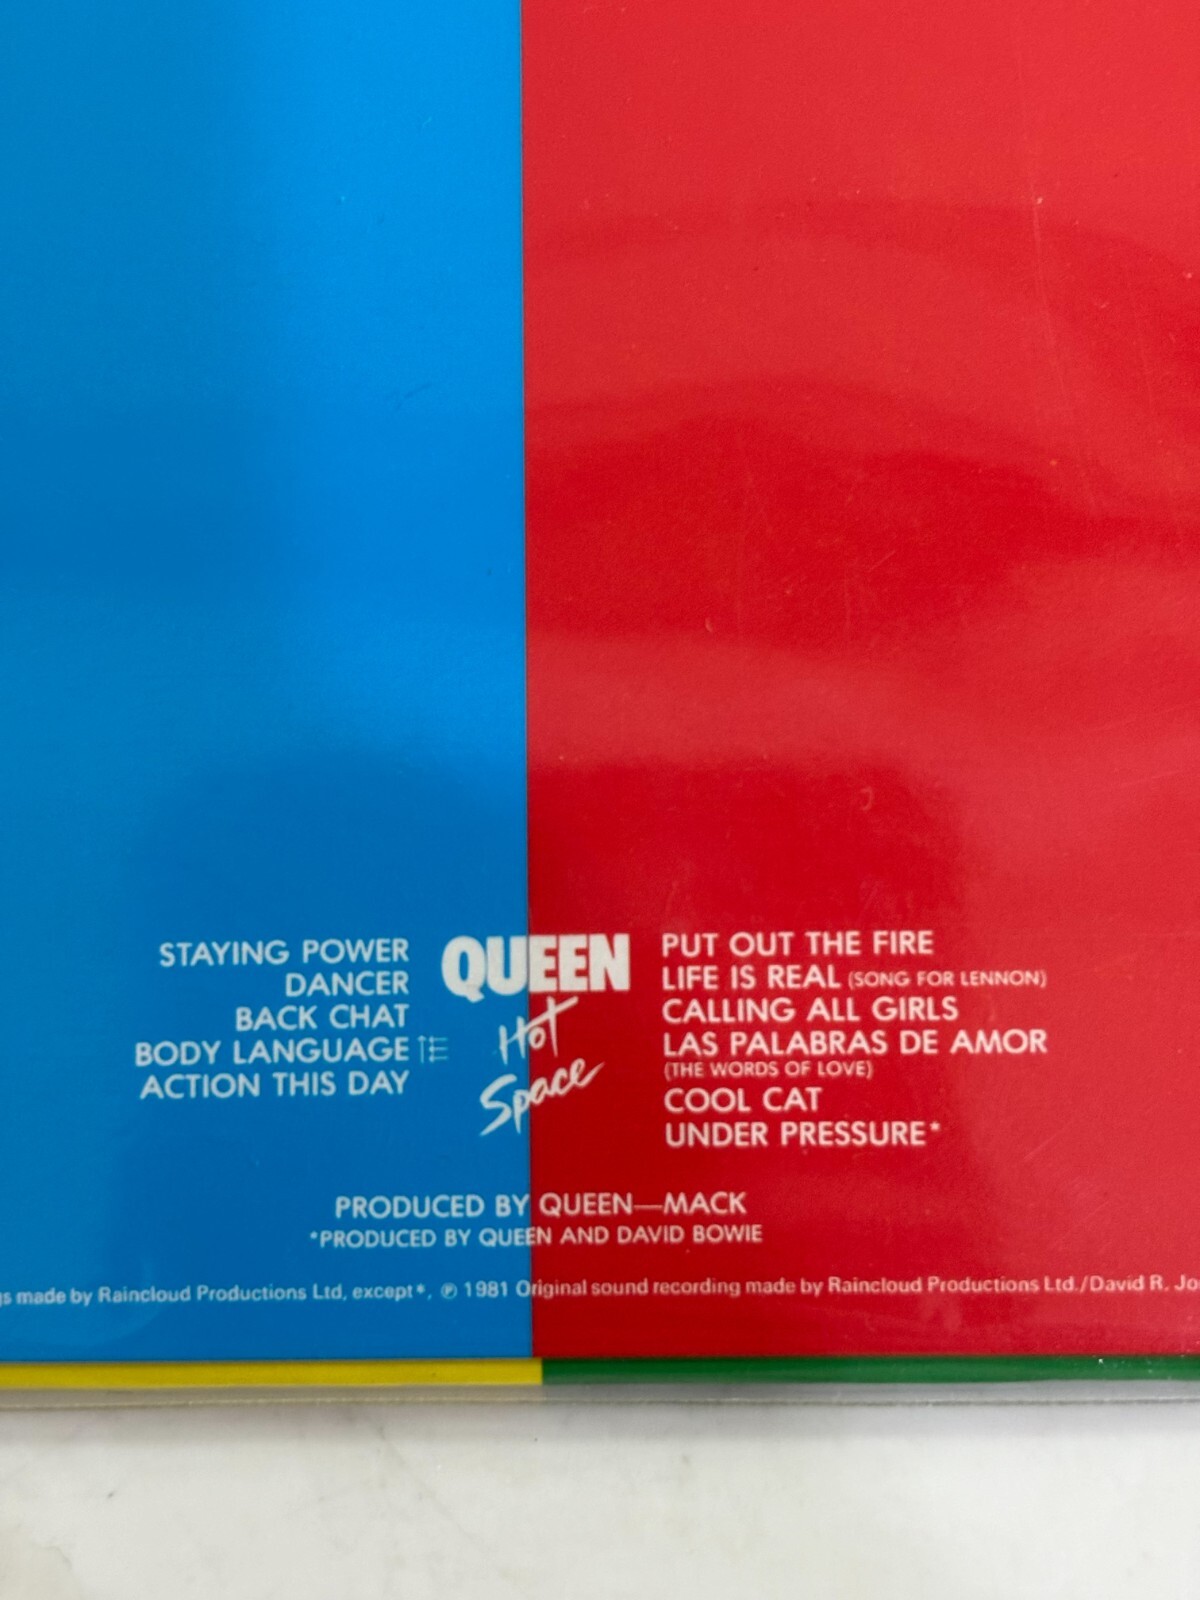 STAYING POWER
DANCER
BACK CHAT
BODY LANGUAGE
ACTION THIS DAY
QUEEN
Hot
Space
PUT OUT THE FIRE
LIFE IS REAL (SONG FOR LENNON)
CALLING ALL GIRLS
LAS PALABRAS DE AMOR
(THE WORDS OF LOVE)
COOL CAT
UNDER PRESSURE*
PRODUCED BY QUEEN—MACK
*PRODUCED BY QUEEN AND DAVID BOWIE
made by Raincloud Productions Ltd, except*, ℗ 1981 Original sound recording made by Raincloud Productions Ltd./David R.